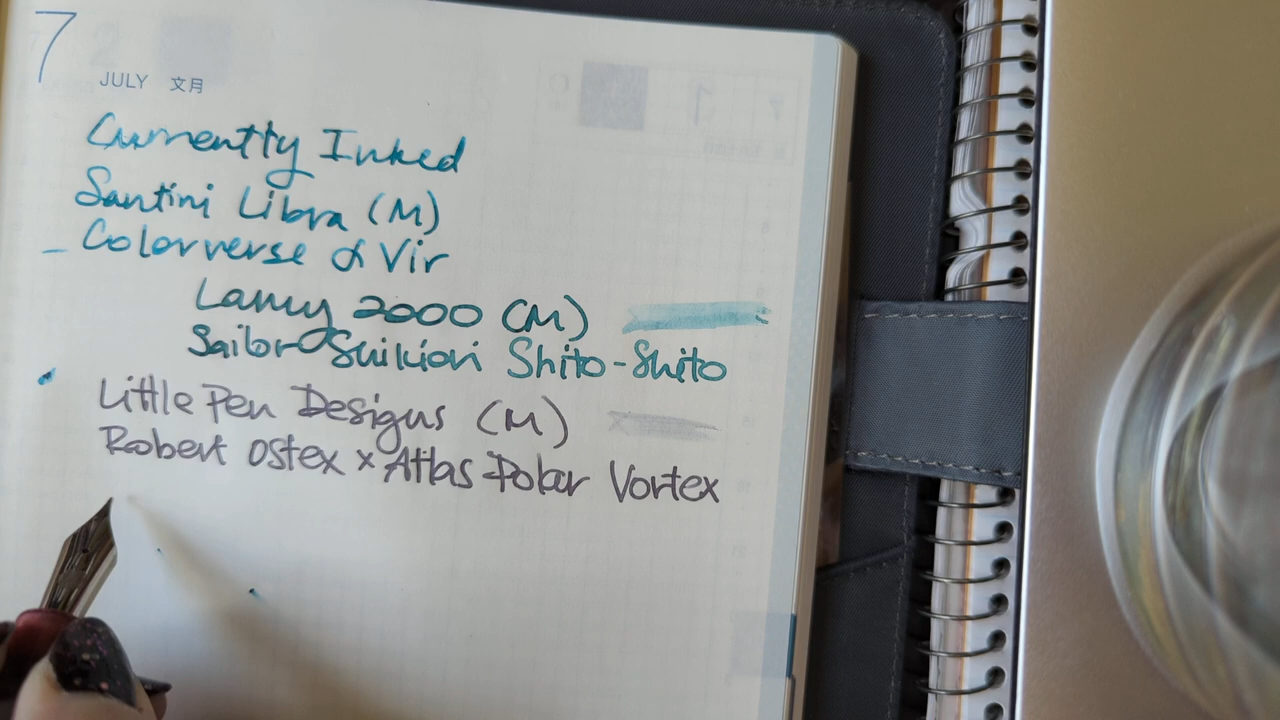 7
JULY 文月
Currently Inked
Santini Libra (M)
- Colorverse α Vir
Lamy 2000 (M)
Sailor Shikiori Shito-Shito
Little Pen Designs (M)
Robert Oster x Atlas Polar Vortex